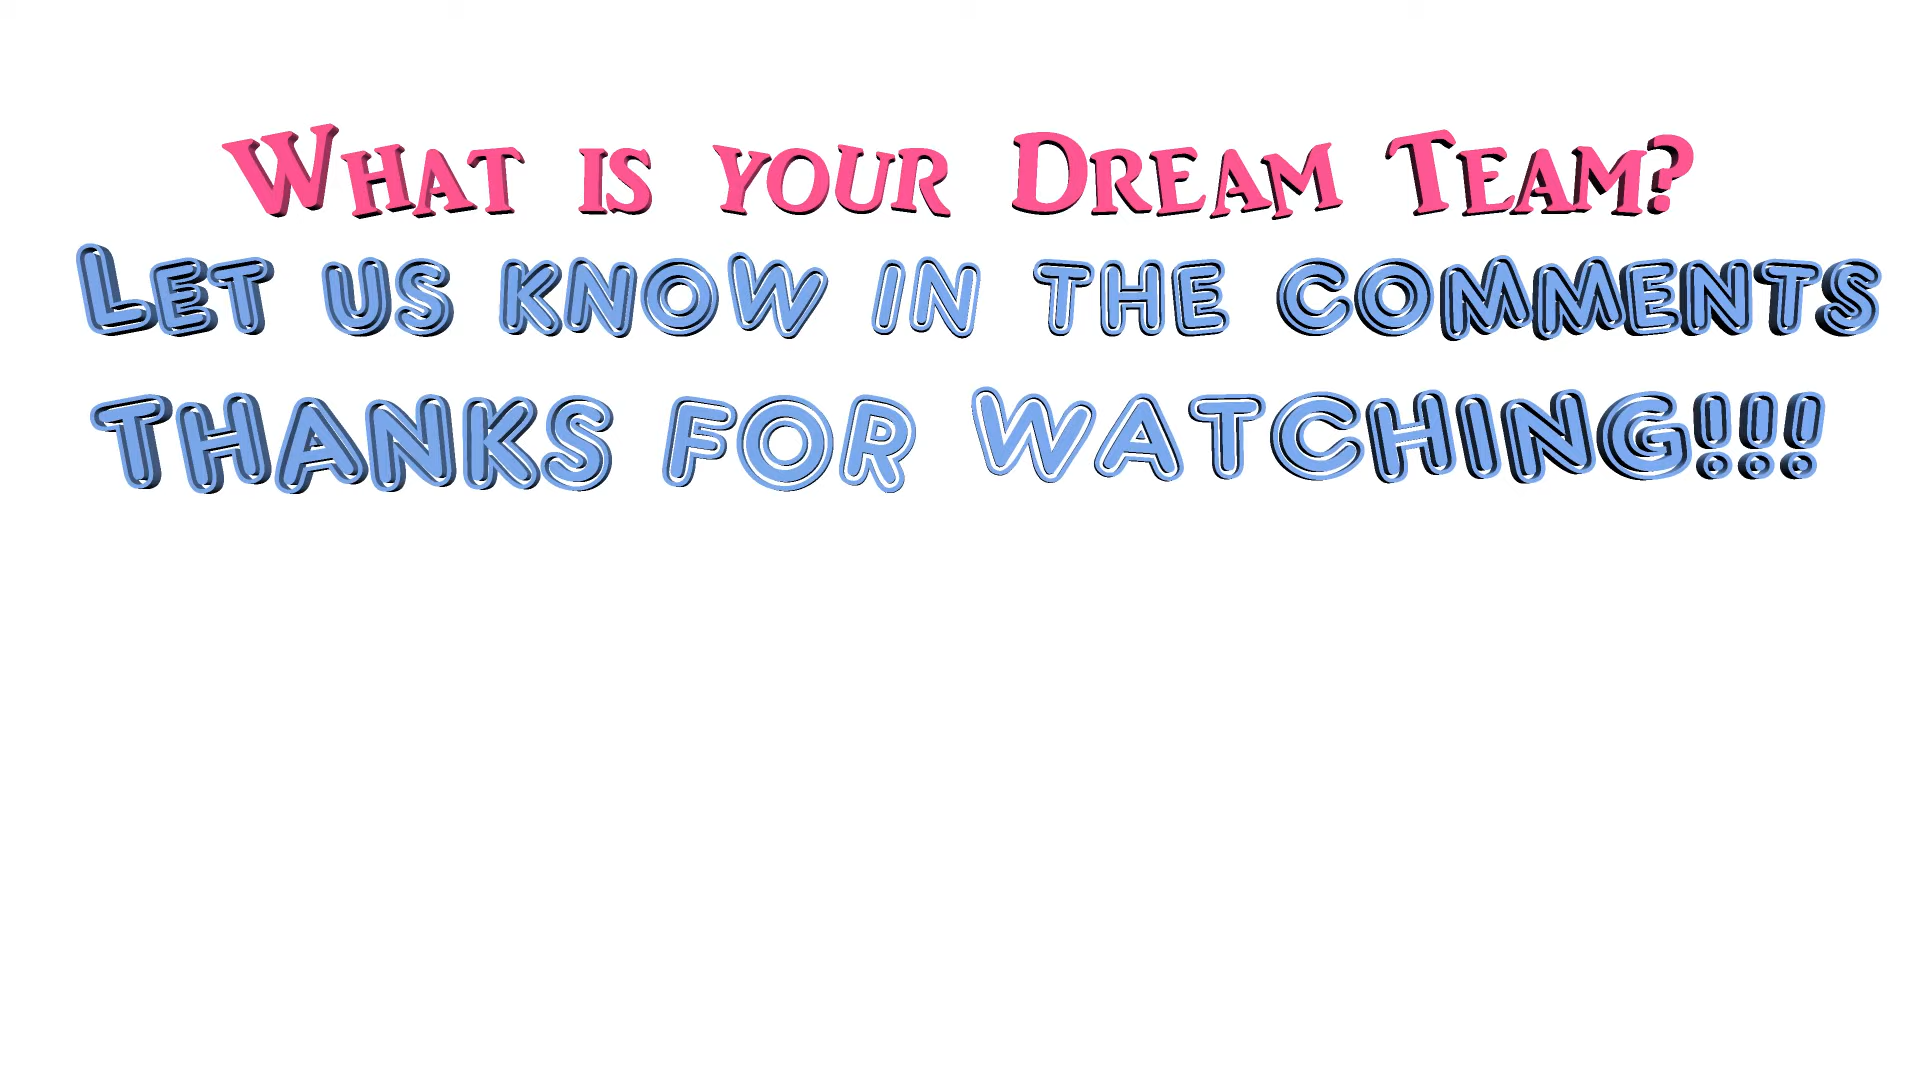 What is your Dream Team?
Let us know in the comments
THANKS FOR WATCHING!!!